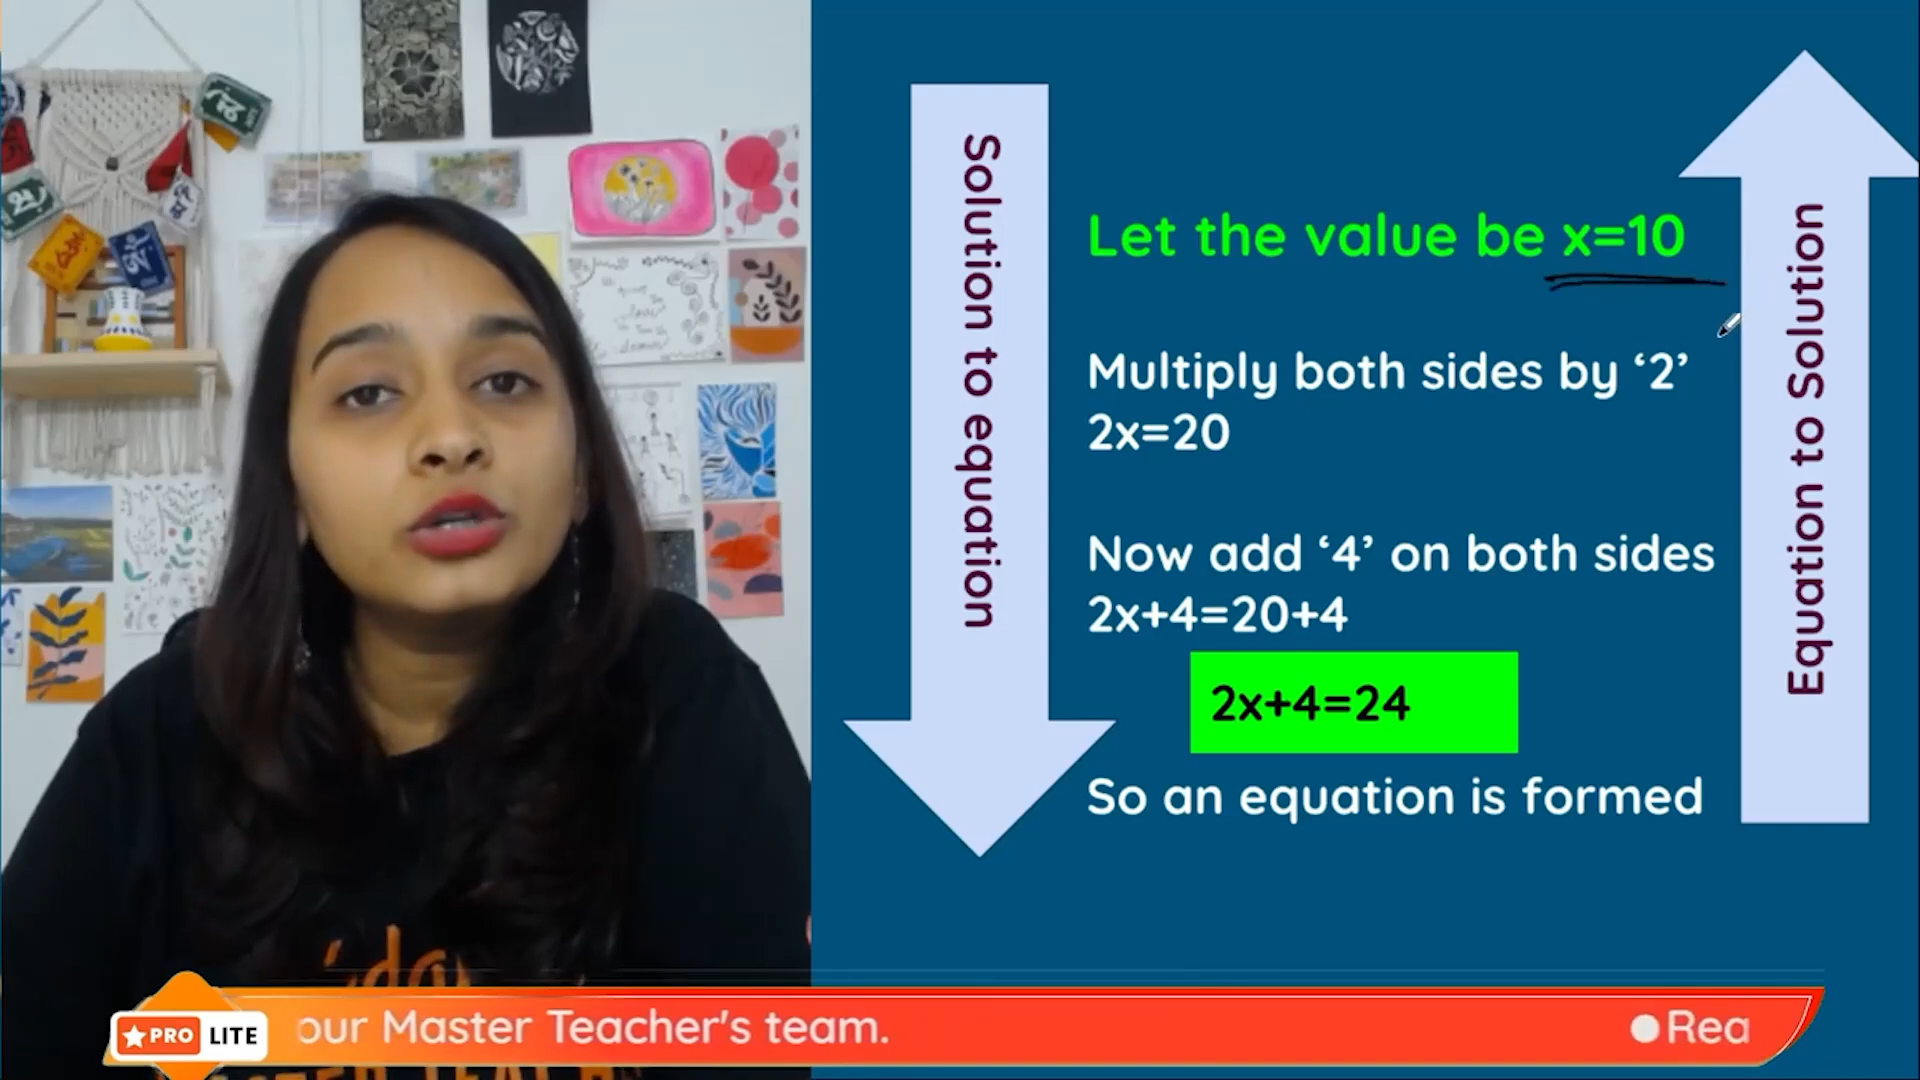 Solution to equation
Let the value be x=10
Multiply both sides by ‘2’
2x=20
Now add ‘4’ on both sides
2x+4=20+4
2x+4=24
So an equation is formed
Equation to Solution
PRO LITE
our Master Teacher's team.
Rea